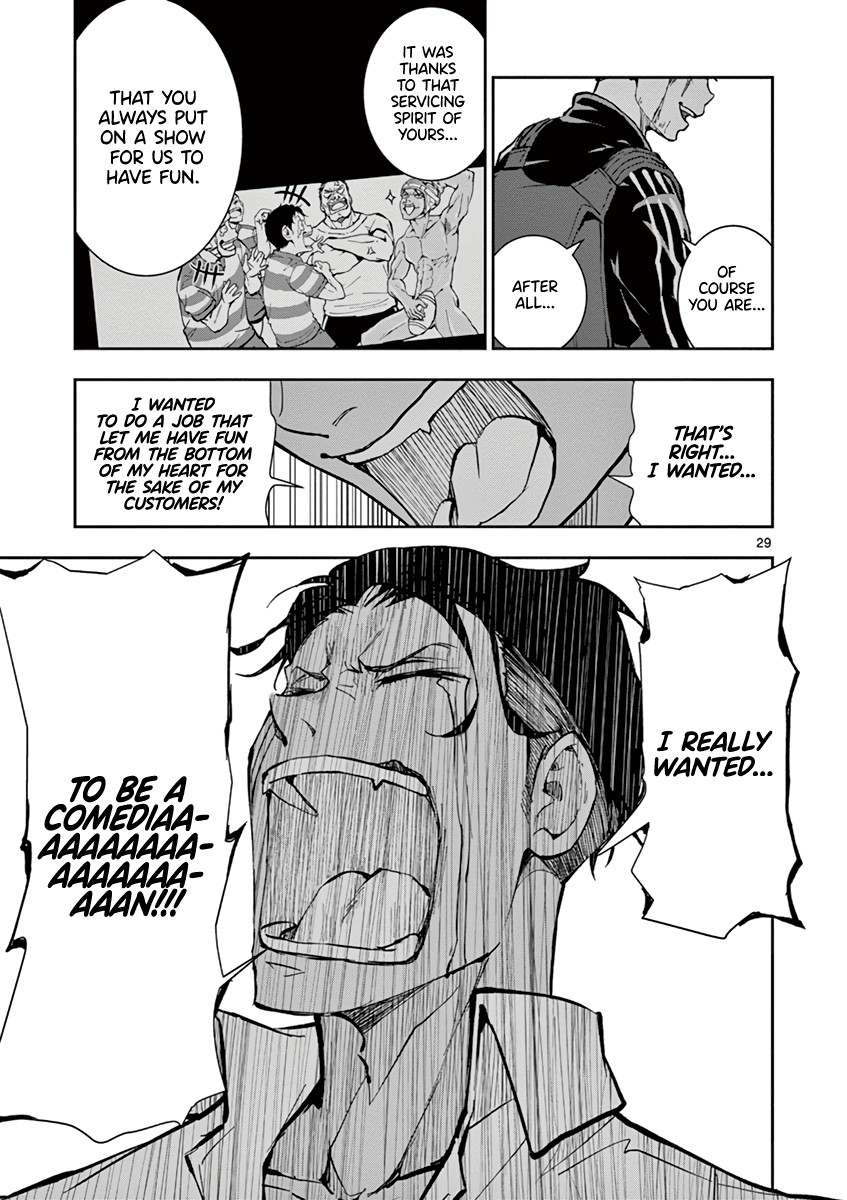 OF
COURSE
YOU ARE...
AFTER
ALL...
IT WAS
THANKS
TO THAT
SERVICING
SPIRIT OF
YOURS...
THAT YOU
ALWAYS PUT
ON A SHOW
FOR US TO
HAVE FUN.
THAT'S
RIGHT...
I WANTED...
I WANTED
TO DO A JOB THAT
LET ME HAVE FUN
FROM THE BOTTOM
OF MY HEART FOR
THE SAKE OF MY
CUSTOMERS!
29
I REALLY
WANTED...
TO BE A
COMEDIAA-
AAAAAAAA-
AAAAAAA-
AAAN!!!